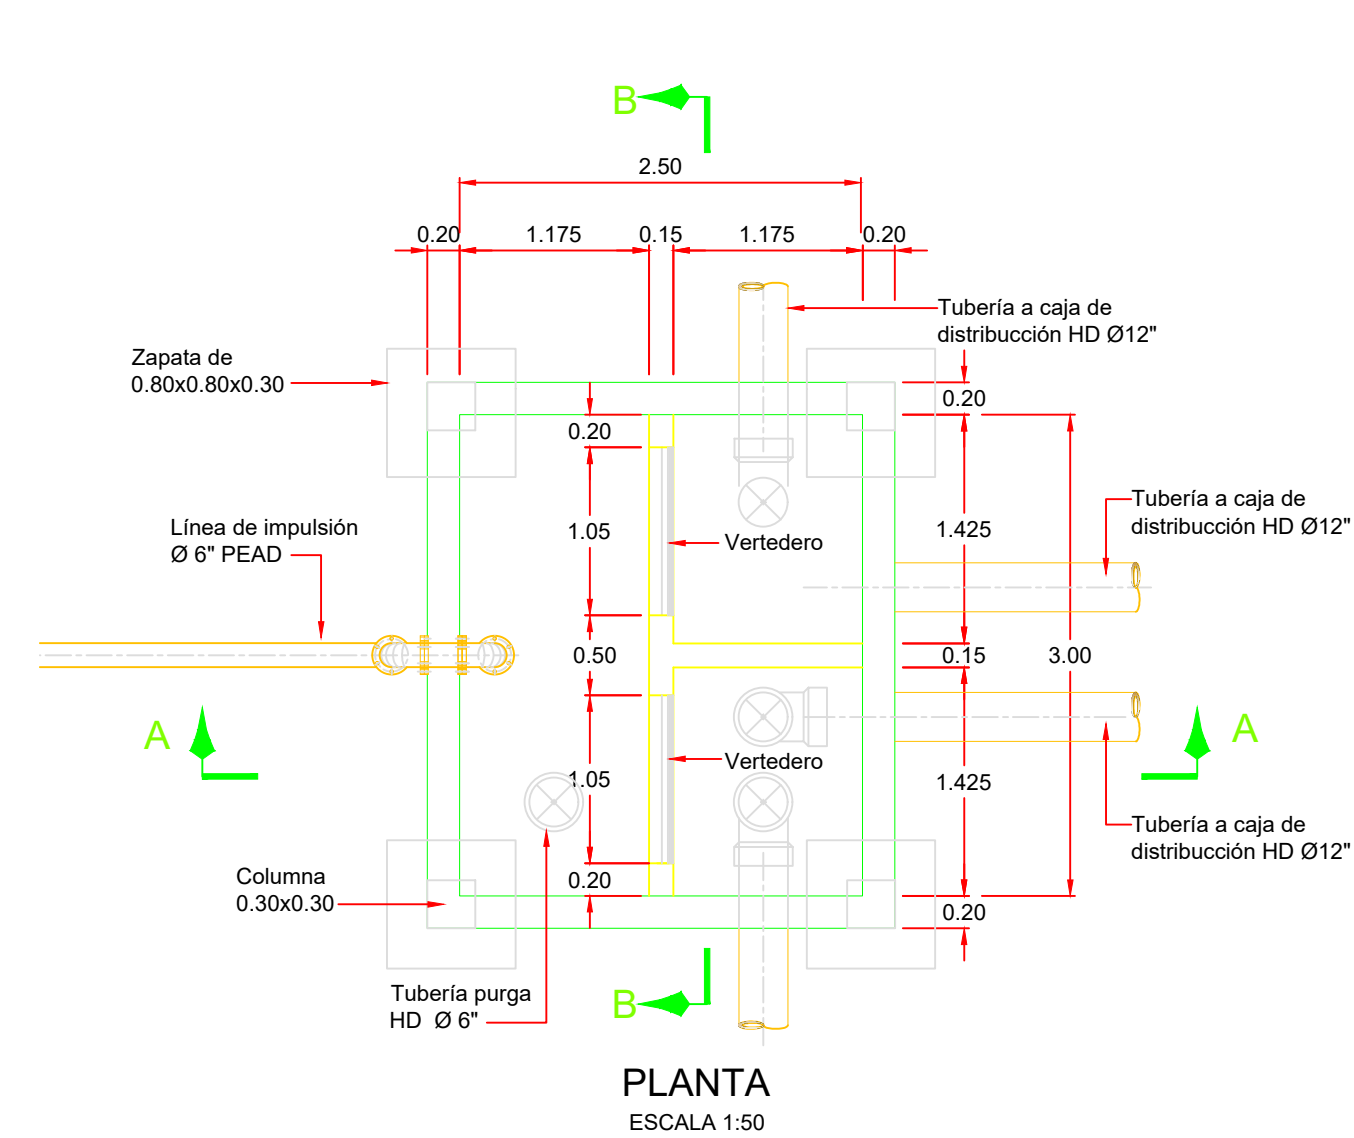 B
2.50
0.20
1.175
0.15
1.175
0.20
Tubería a caja de
distribucción HD Ø12"
Zapata de
0.80x0.80x0.30
0.20
0.20
Tubería a caja de
distribucción HD Ø12"
Línea de impulsión
Ø 6" PEAD
1.05
Vertedero
1.425
0.50
0.15
3.00
A
A
Vertedero
1.05
1.425
Tubería a caja de
distribucción HD Ø12"
Columna
0.30x0.30
0.20
0.20
Tubería purga
HD Ø 6"
B
PLANTA
ESCALA 1:50